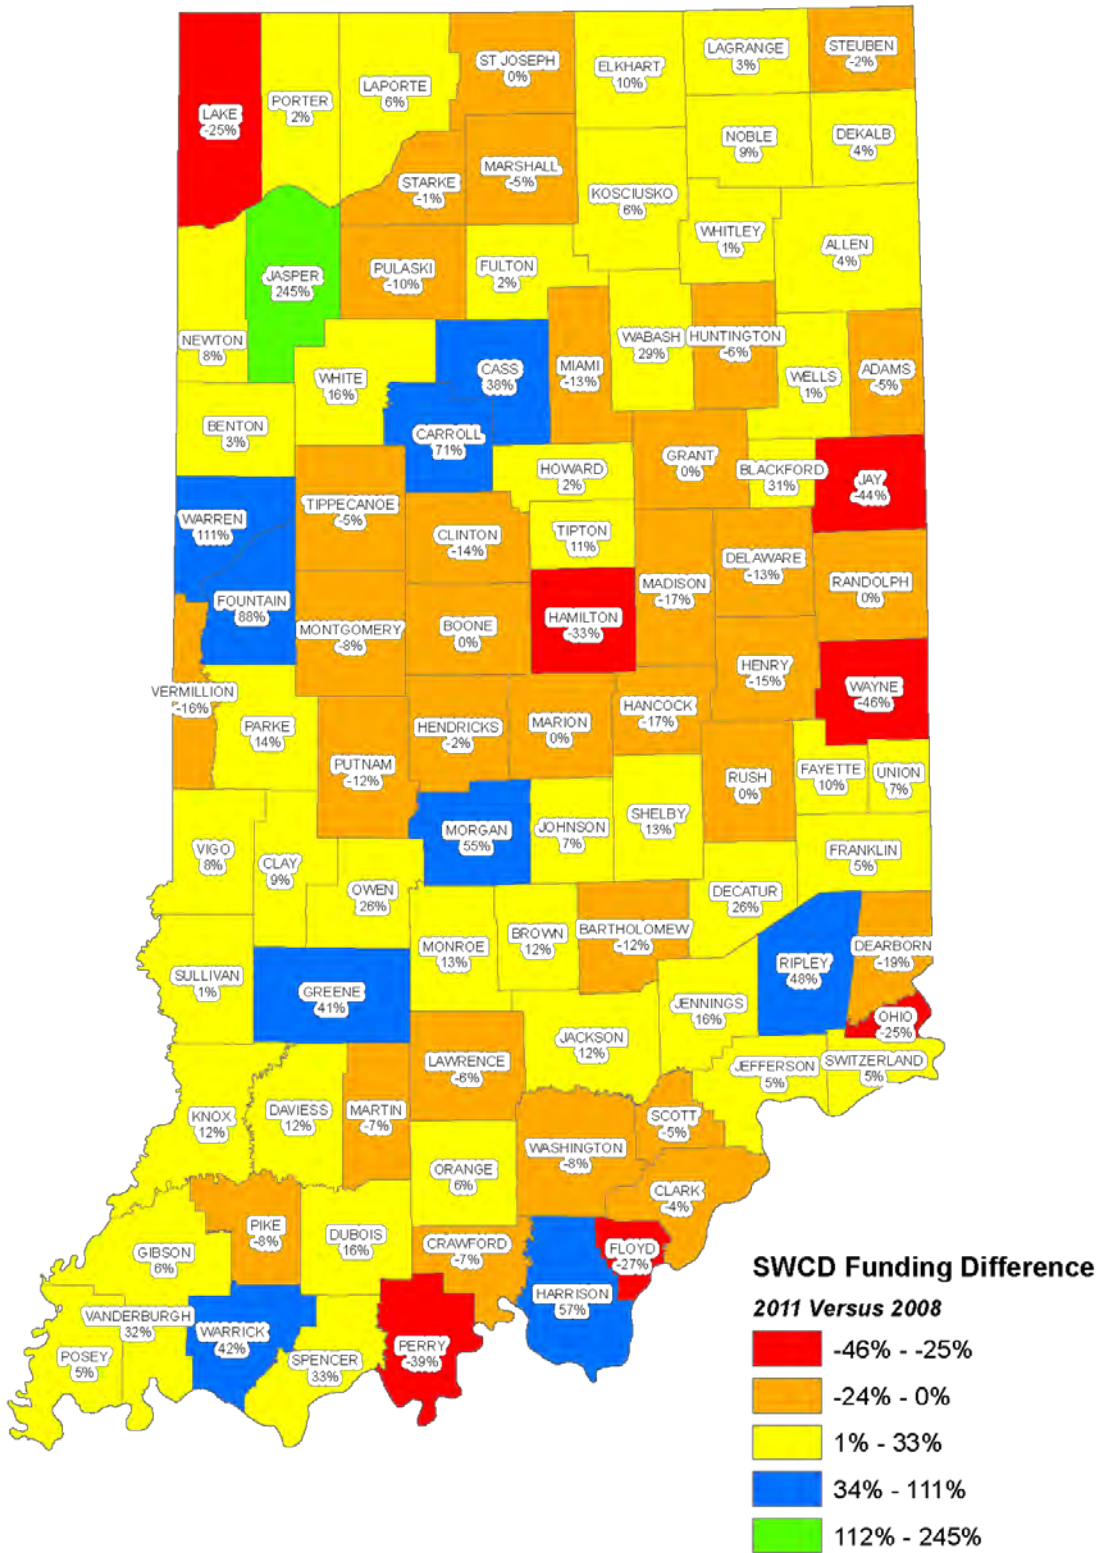 LAKE
-25%
PORTER
2%
LAPORTE
6%
ST JOSEPH
0%
ELKHART
10%
LAGRANGE
3%
STEUBEN
-2%
NOBLE
9%
DEKALB
4%
STARKE
-1%
MARSHALL
-5%
KOSCIUSKO
6%
WHITLEY
1%
ALLEN
4%
JASPER
245%
PULASKI
-10%
FULTON
2%
NEWTON
8%
WHITE
16%
CASS
38%
MIAMI
-13%
WABASH
29%
HUNTINGTON
-6%
WELLS
1%
ADAMS
-5%
BENTON
3%
CARROLL
71%
HOWARD
2%
GRANT
0%
BLACKFORD
31%
JAY
-44%
WARREN
111%
TIPPECANOE
-5%
CLINTON
-14%
TIPTON
11%
MADISON
-17%
DELAWARE
-13%
RANDOLPH
0%
FOUNTAIN
88%
MONTGOMERY
-8%
BOONE
0%
HAMILTON
-33%
HENRY
-15%
WAYNE
-46%
VERMILLION
-16%
PARKE
14%
PUTNAM
-12%
HENDRICKS
-2%
MARION
0%
HANCOCK
-17%
RUSH
0%
FAYETTE
10%
UNION
7%
VIGO
8%
CLAY
9%
OWEN
26%
MORGAN
55%
JOHNSON
7%
SHELBY
13%
FRANKLIN
5%
DECATUR
26%
SULLIVAN
1%
GREENE
41%
MONROE
13%
BROWN
12%
BARTHOLOMEW
-12%
RIPLEY
48%
DEARBORN
-19%
OHIO
-25%
JENNINGS
16%
JACKSON
12%
LAWRENCE
-6%
JEFFERSON
5%
SWITZERLAND
5%
KNOX
12%
DAVIESS
12%
MARTIN
-7%
SCOTT
-5%
WASHINGTON
-8%
ORANGE
6%
CLARK
-4%
GIBSON
6%
PIKE
-8%
DUBOIS
16%
CRAWFORD
-7%
FLOYD
-27%
HARRISON
57%
VANDERBURGH
32%
POSEY
5%
WARRICK
42%
SPENCER
33%
PERRY
-39%
SWCD Funding Difference
2011 Versus 2008
-46% - -25%
-24% - 0%
1% - 33%
34% - 111%
112% - 245%